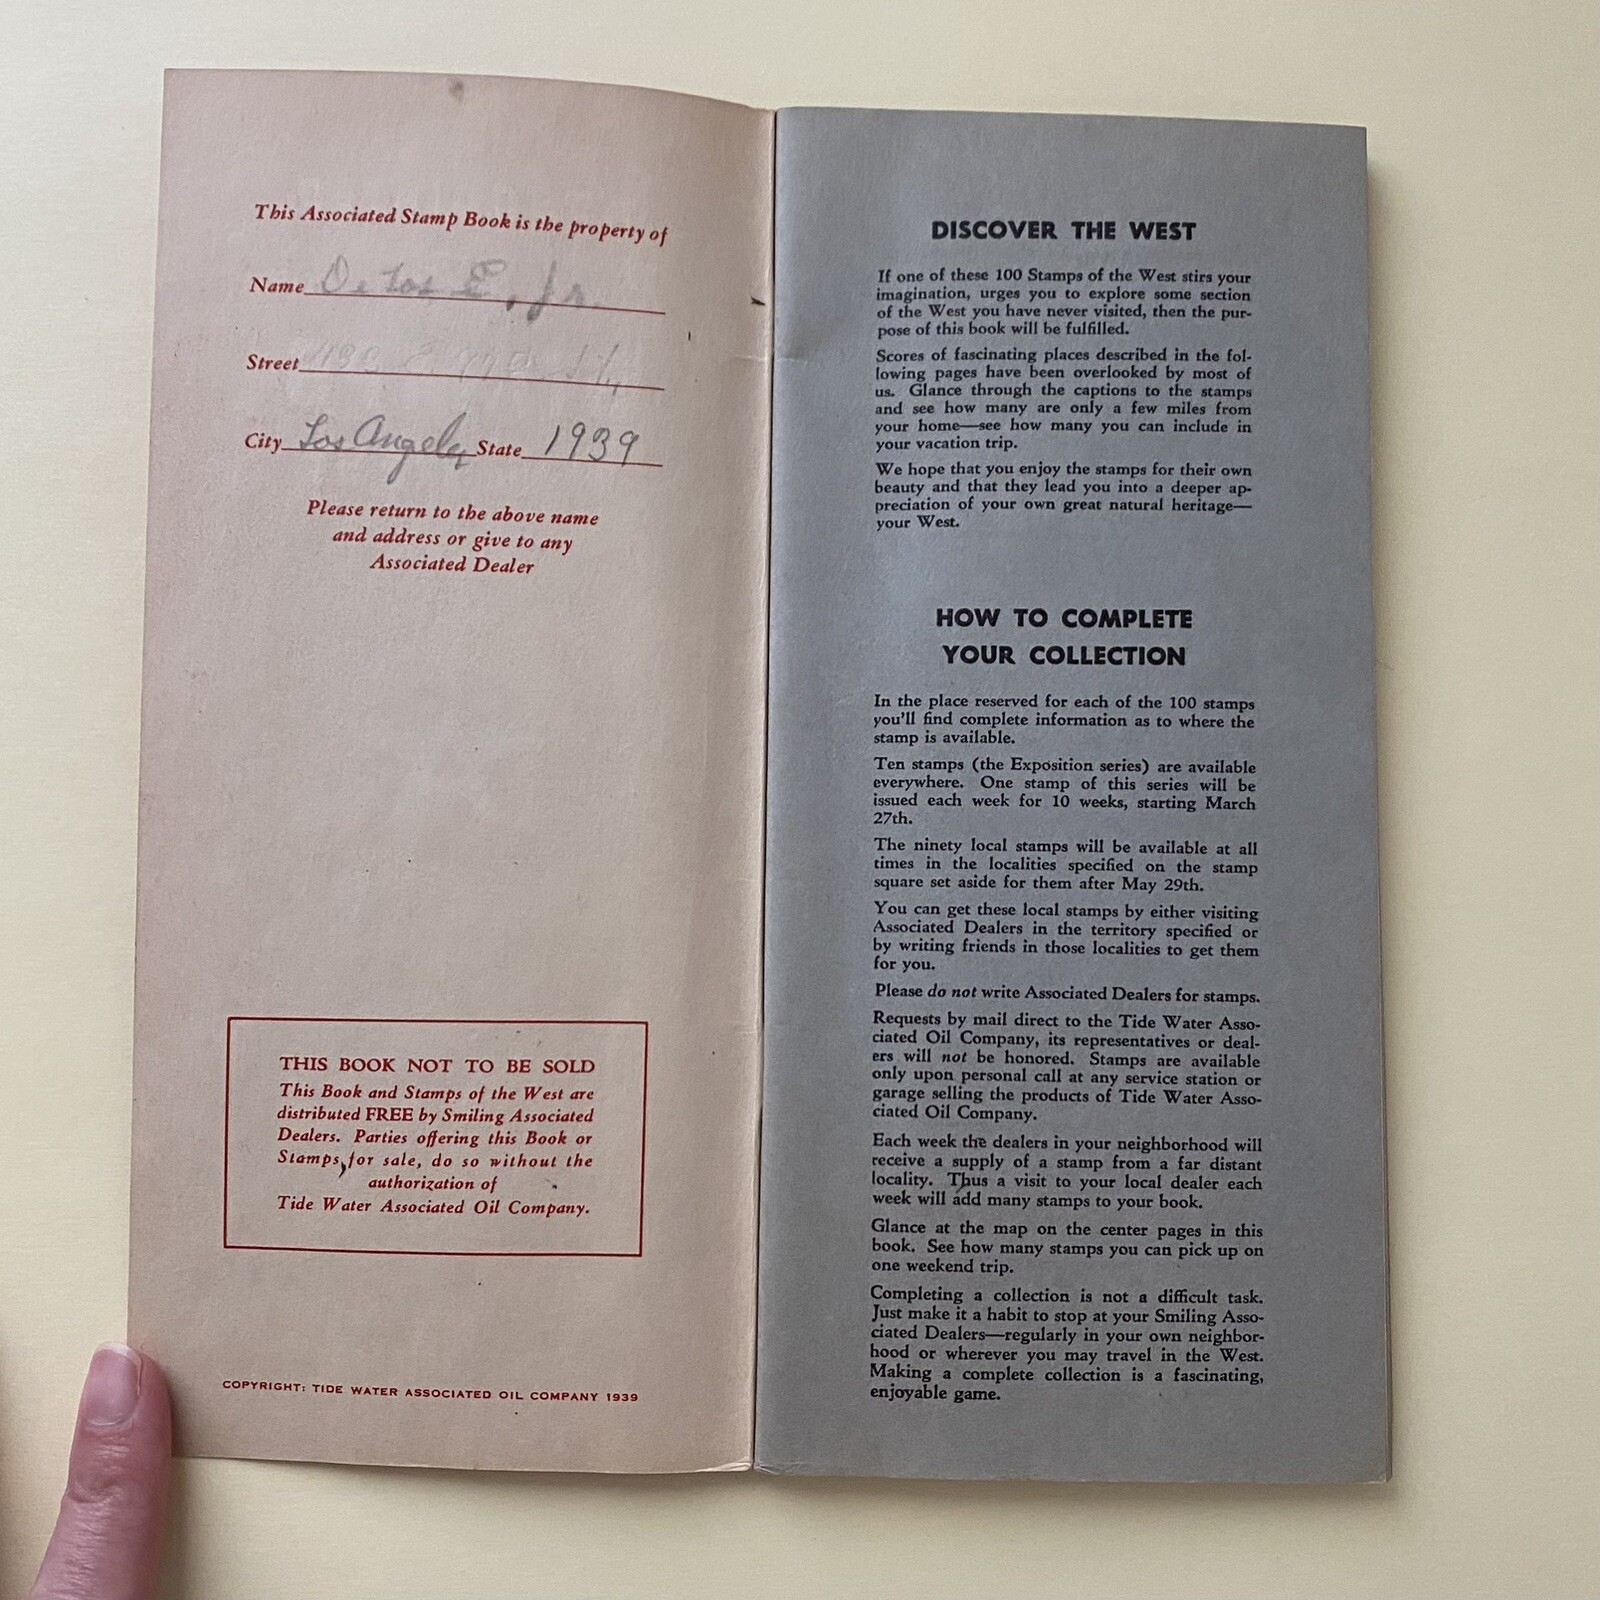 This Associated Stamp Book is the property of
Name E, Jr.
Street St,
City Los Angeles State 1939
Please return to the above name
and address or give to any
Associated Dealer
THIS BOOK NOT TO BE SOLD
This Book and Stamps of the West are
distributed FREE by Smiling Associated
Dealers. Parties offering this Book or
Stamps for sale, do so without the
authorization of
Tide Water Associated Oil Company.
COPYRIGHT: TIDE WATER ASSOCIATED OIL COMPANY 1939
DISCOVER THE WEST
If one of these 100 Stamps of the West stirs your
imagination, urges you to explore some section
of the West you have never visited, then the pur-
pose of this book will be fulfilled.
Scores of fascinating places described in the fol-
lowing pages have been overlooked by most of
us. Glance through the captions to the stamps
and see how many are only a few miles from
your home—see how many you can include in
your vacation trip.
We hope that you enjoy the stamps for their own
beauty and that they lead you into a deeper ap-
preciation of your own great natural heritage—
your West.
HOW TO COMPLETE
YOUR COLLECTION
In the place reserved for each of the 100 stamps
you'll find complete information as to where the
stamp is available.
Ten stamps (the Exposition series) are available
everywhere. One stamp of this series will be
issued each week for 10 weeks, starting March
27th.
The ninety local stamps will be available at all
times in the localities specified on the stamp
square set aside for them after May 29th.
You can get these local stamps by either visiting
Associated Dealers in the territory specified or
by writing friends in those localities to get them
for you.
Please do not write Associated Dealers for stamps.
Requests by mail direct to the Tide Water Asso-
ciated Oil Company, its representatives or deal-
ers will not be honored. Stamps are available
only upon personal call at any service station or
garage selling the products of Tide Water Asso-
ciated Oil Company.
Each week the dealers in your neighborhood will
receive a supply of a stamp from a far distant
locality. Thus a visit to your local dealer each
week will add many stamps to your book.
Glance at the map on the center pages in this
book. See how many stamps you can pick up on
one weekend trip.
Completing a collection is not a difficult task.
Just make it a habit to stop at your Smiling Asso-
ciated Dealers—regularly in your own neighbor-
hood or wherever you may travel in the West.
Making a complete collection is a fascinating,
enjoyable game.